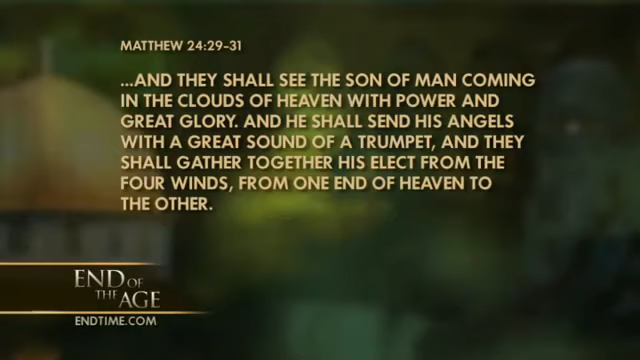 MATTHEW 24:29-31
...AND THEY SHALL SEE THE SON OF MAN COMING
IN THE CLOUDS OF HEAVEN WITH POWER AND
GREAT GLORY. AND HE SHALL SEND HIS ANGELS
WITH A GREAT SOUND OF A TRUMPET, AND THEY
SHALL GATHER TOGETHER HIS ELECT FROM THE
FOUR WINDS, FROM ONE END OF HEAVEN TO
THE OTHER.
END OF
THE AGE
ENDTIME.COM